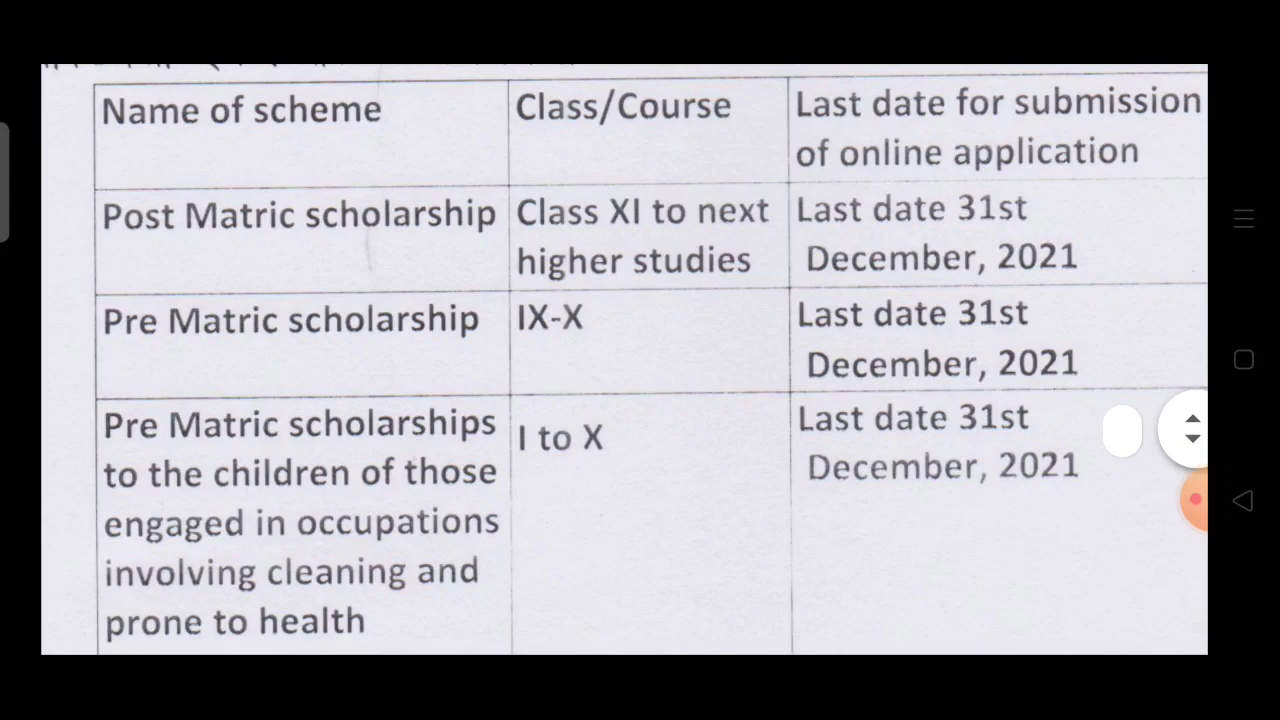 Name of scheme
Class/Course
Last date for submission
of online application
Post Matric scholarship
Class XI to next
higher studies
Last date 31st
December, 2021
Pre Matric scholarship
IX-X
Last date 31st
December, 2021
Pre Matric scholarships
to the children of those
engaged in occupations
involving cleaning and
prone to health
I to X
Last date 31st
December, 2021